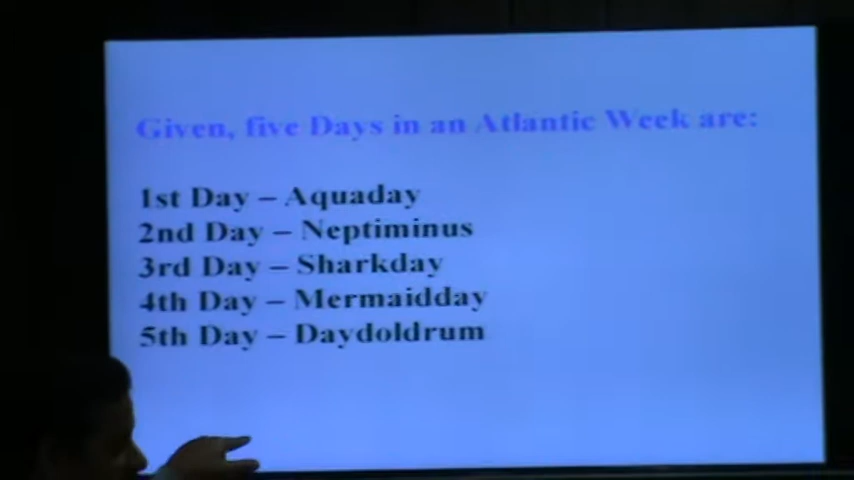 Given, five Days in an Atlantic Week are:
1st Day – Aquaday
2nd Day – Neptiminus
3rd Day – Sharkday
4th Day – Mermaidday
5th Day – Daydoldrum